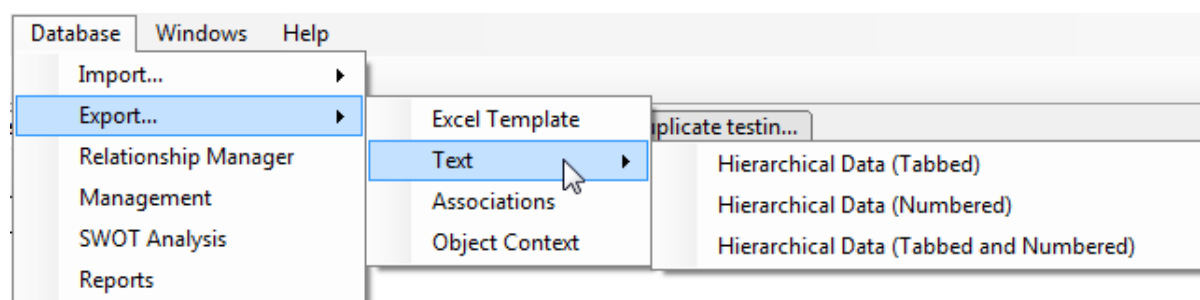 Database Windows Help
Import...
Export...
Relationship Manager
Management
SWOT Analysis
Reports
Excel Template
Text
Associations
Object Context
testin...
Hierarchical Data (Tabbed)
Hierarchical Data (Numbered)
Hierarchical Data (Tabbed and Numbered)